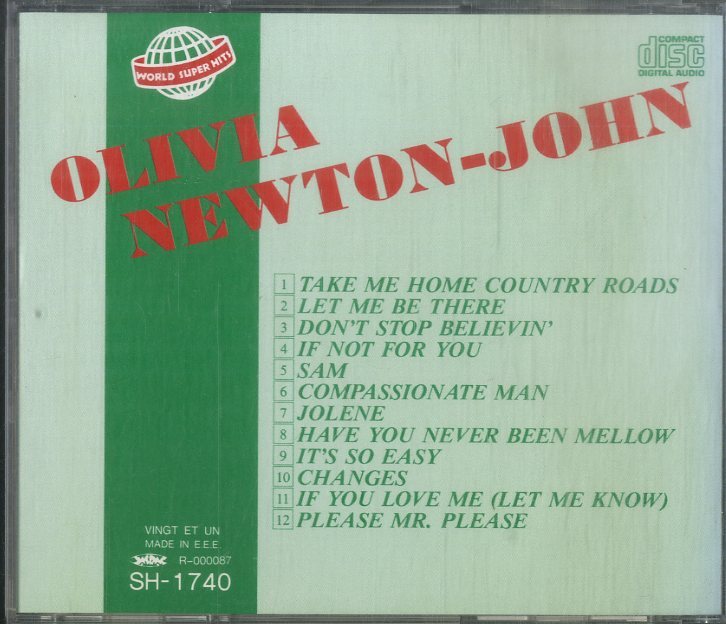 WORLD SUPER HITS
COMPACT
disc
DIGITAL AUDIO
OLIVIA
NEWTON-JOHN
1 TAKE ME HOME COUNTRY ROADS
2 LET ME BE THERE
3 DON'T STOP BELIEVIN'
4 IF NOT FOR YOU
5 SAM
6 COMPASSIONATE MAN
7 JOLENE
8 HAVE YOU NEVER BEEN MELLOW
9 IT'S SO EASY
10 CHANGES
11 IF YOU LOVE ME (LET ME KNOW)
12 PLEASE MR. PLEASE
VINGT ET UN
MADE IN E.E.E.
R-000087
SH-1740